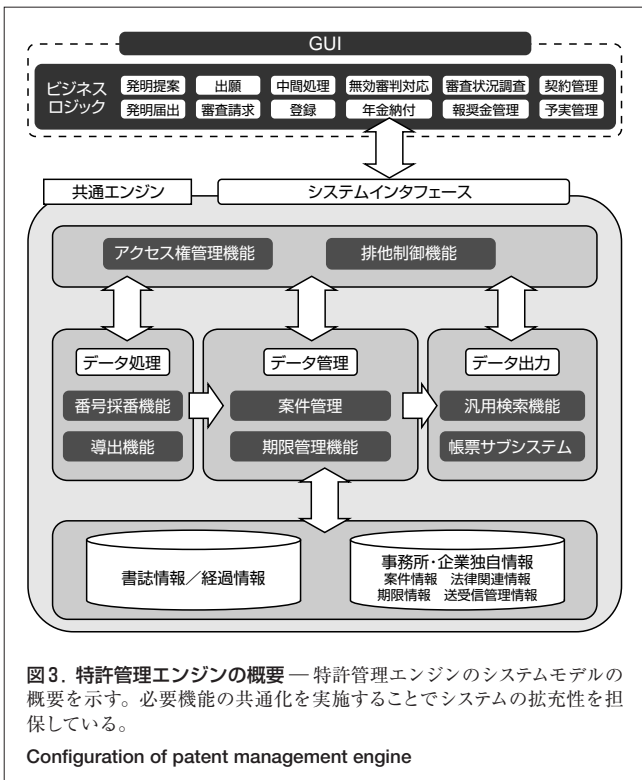 GUI
ビジネス
ロジック
発明提案 出願 中間処理 無効審判対応 審査状況調査 契約管理
発明届出 審査請求 登録 年金納付 報奨金管理 予実管理
共通エンジン システムインタフェース
アクセス権管理機能 排他制御機能
データ処理 データ管理 データ出力
番号採番機能 案件管理 汎用検索機能
導出機能 期限管理機能 帳票サブシステム
書誌情報／経過情報
事務所・企業独自情報
案件情報 法律関連情報
期限情報 送受信管理情報
図3．特許管理エンジンの概要 — 特許管理エンジンのシステムモデルの
概要を示す。必要機能の共通化を実施することでシステムの拡充性を担
保している。
Configuration of patent management engine